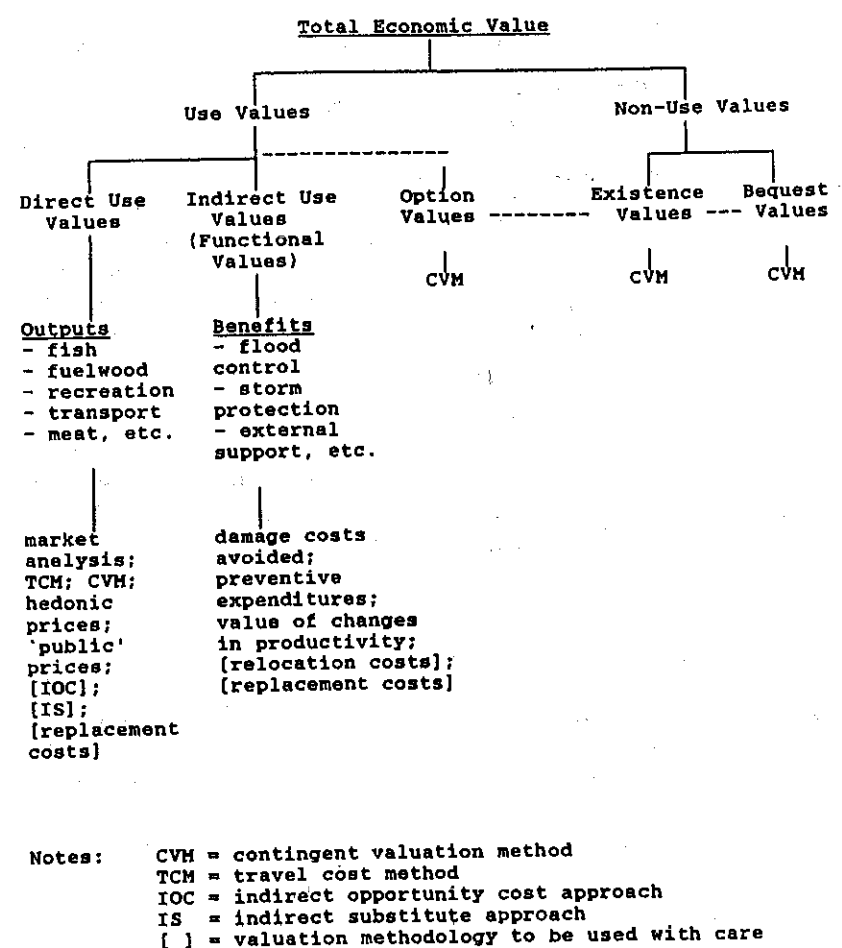 Total Economic Value
Use Values
Non-Use Values
Direct Use
Values
Indirect Use
Values
(Functional
Values)
Option
Values
Existence
Values
Bequest
Values
CVM
CVM
CVM
Outputs
- fish
- fuelwood
- recreation
- transport
- meat, etc.
Benefits
- flood
control
- storm
protection
- external
support, etc.
market
analysis;
TCM; CVM;
hedonic
prices;
'public'
prices;
[IOC];
[IS];
[replacement
costs]
damage costs
avoided;
preventive
expenditures;
value of changes
in productivity;
[relocation costs];
[replacement costs]
Notes:
CVM = contingent valuation method
TCM = travel cost method
IOC = indirect opportunity cost approach
IS = indirect substitute approach
[ ] = valuation methodology to be used with care